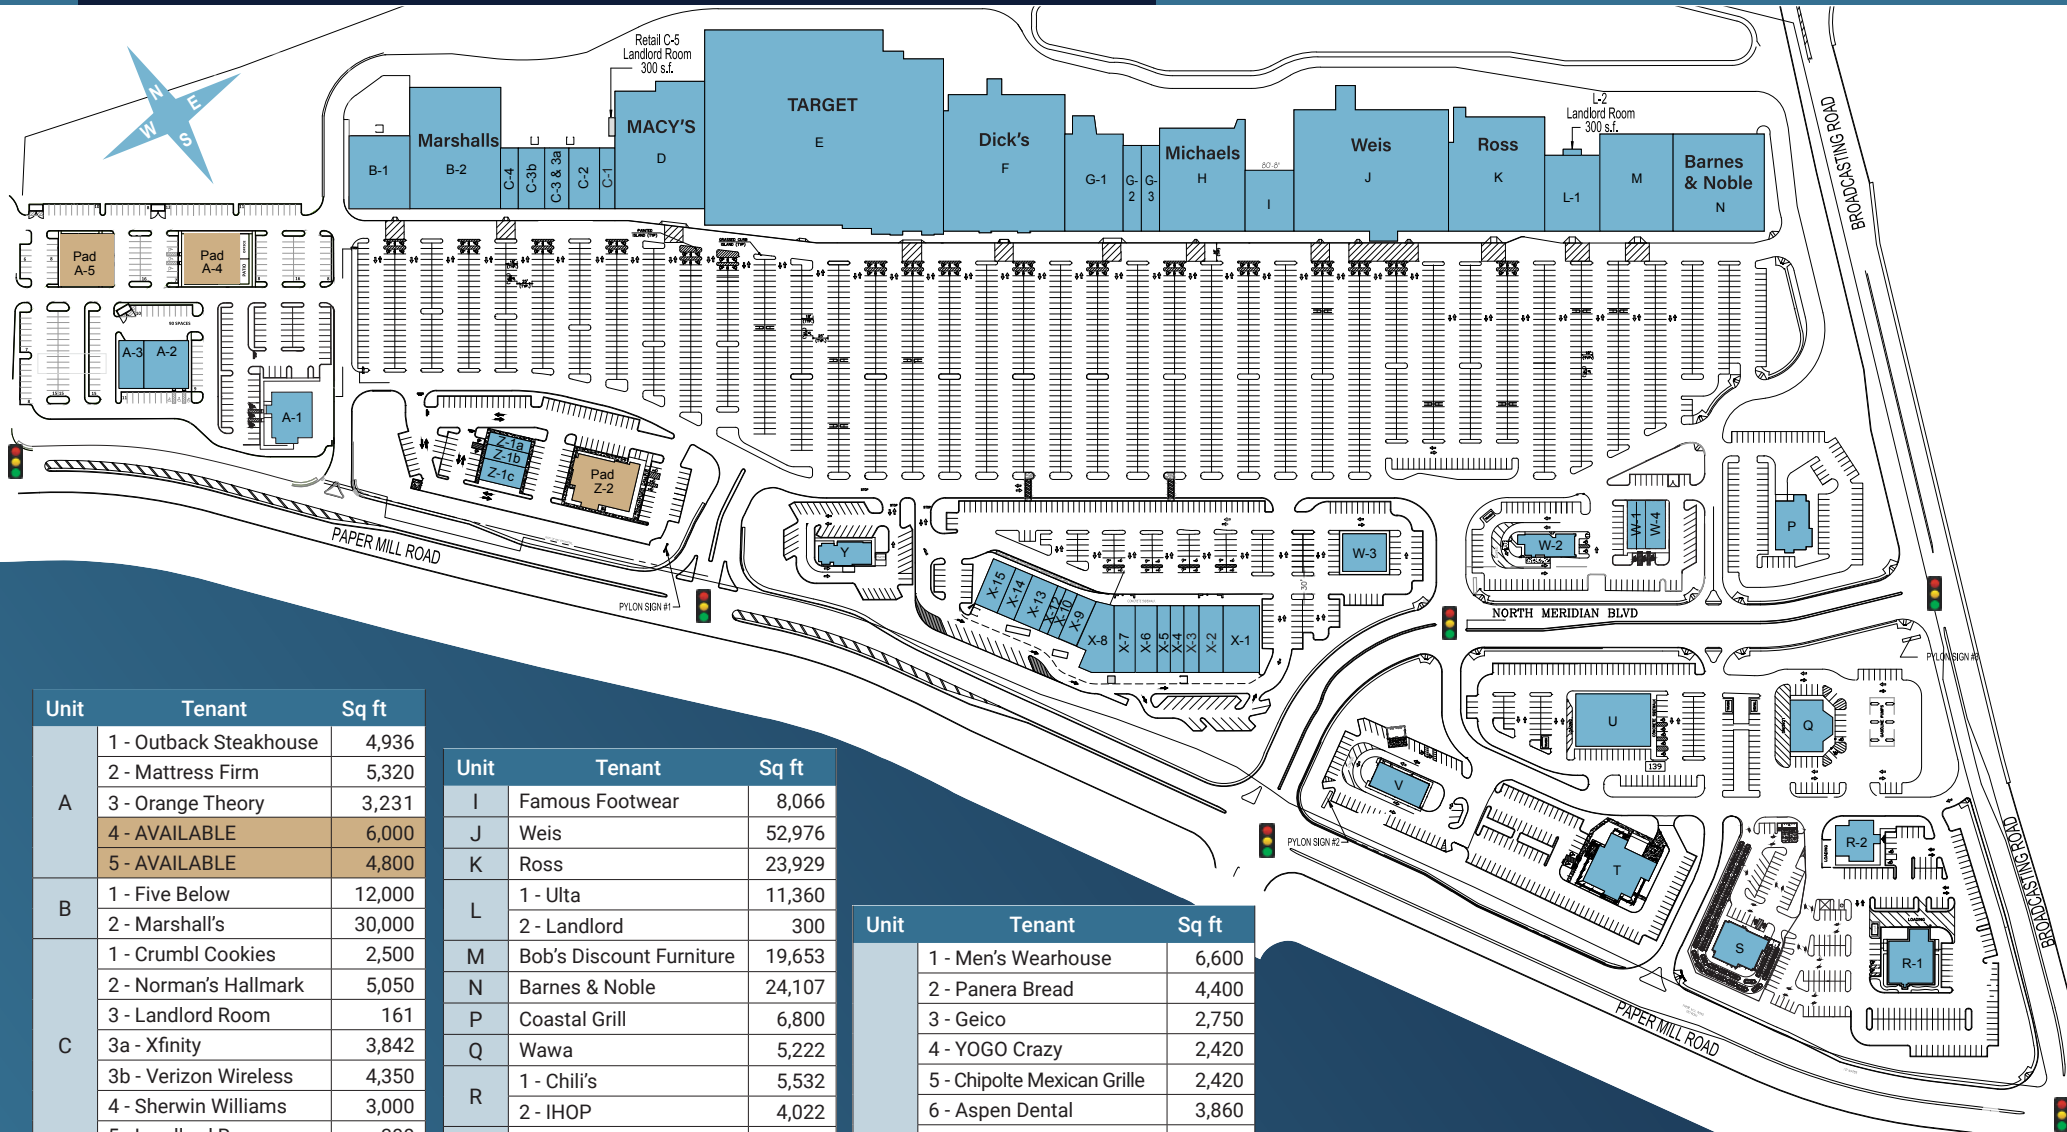 N
E
W
S
Retail C-5
Landlord Room
300 s.f.
B-1
Marshalls
B-2
C-4
C-3b
C-3 & 3a
C-2
C-1
MACY'S
D
TARGET
E
Dick's
F
G-1
G-2
G-3
Michaels
H
80'-8"
I
Weis
J
Ross
K
L-2
Landlord Room
300 s.f.
L-1
M
Barnes
& Noble
N
BROADCASTING ROAD
Pad
A-5
Pad
A-4
A-3
A-2
A-1
Z-1a
Z-1b
Z-1c
Pad
Z-2
PAPER MILL ROAD
PYLON SIGN #1
Y
X-15
X-14
X-13
X-12
X-10
X-9
X-8
X-7
X-6
X-5
X-4
X-3
X-2
X-1
30'
W-3
W-2
W-1
W-4
P
NORTH MERIDIAN BLVD
U
139
Q
V
PYLON SIGN #2
T
S
R-2
LOADING
LOADING
R-1
BROADCASTING ROAD
PAPER MILL ROAD
Unit Tenant Sq ft
A
1 - Outback Steakhouse 4,936
2 - Mattress Firm 5,320
3 - Orange Theory 3,231
4 - AVAILABLE 6,000
5 - AVAILABLE 4,800
B
1 - Five Below 12,000
2 - Marshall's 30,000
C
1 - Crumbl Cookies 2,500
2 - Norman's Hallmark 5,050
3 - Landlord Room 161
3a - Xfinity 3,842
3b - Verizon Wireless 4,350
4 - Sherwin Williams 3,000
Unit Tenant Sq ft
I Famous Footwear 8,066
J Weis 52,976
K Ross 23,929
L
1 - Ulta 11,360
2 - Landlord 300
M Bob's Discount Furniture 19,653
N Barnes & Noble 24,107
P Coastal Grill 6,800
Q Wawa 5,222
R
1 - Chili's 5,532
2 - IHOP 4,022
Unit Tenant Sq ft
1 - Men's Wearhouse 6,600
2 - Panera Bread 4,400
3 - Geico 2,750
4 - YOGO Crazy 2,420
5 - Chipolte Mexican Grille 2,420
6 - Aspen Dental 3,860